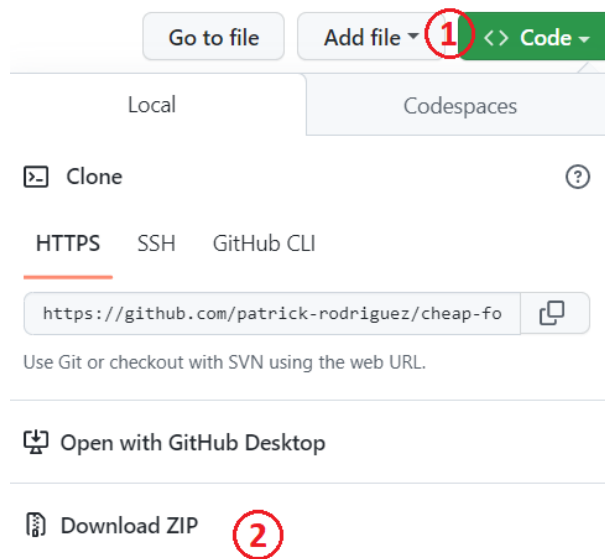 Go to file Add file 1 <> Code
Local Codespaces
Clone
HTTPS SSH GitHub CLI
https://github.com/patrick-rodriguez/cheap-fo
Use Git or checkout with SVN using the web URL.
Open with GitHub Desktop
Download ZIP 2